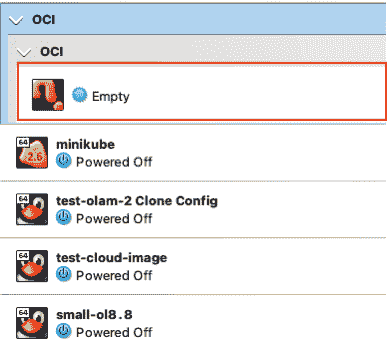 OCI
OCI
Empty
64
2.6
minikube
Powered Off
64
test-olam-2 Clone Config
Powered Off
64
test-cloud-image
Powered Off
64
small-ol8.8
Powered Off